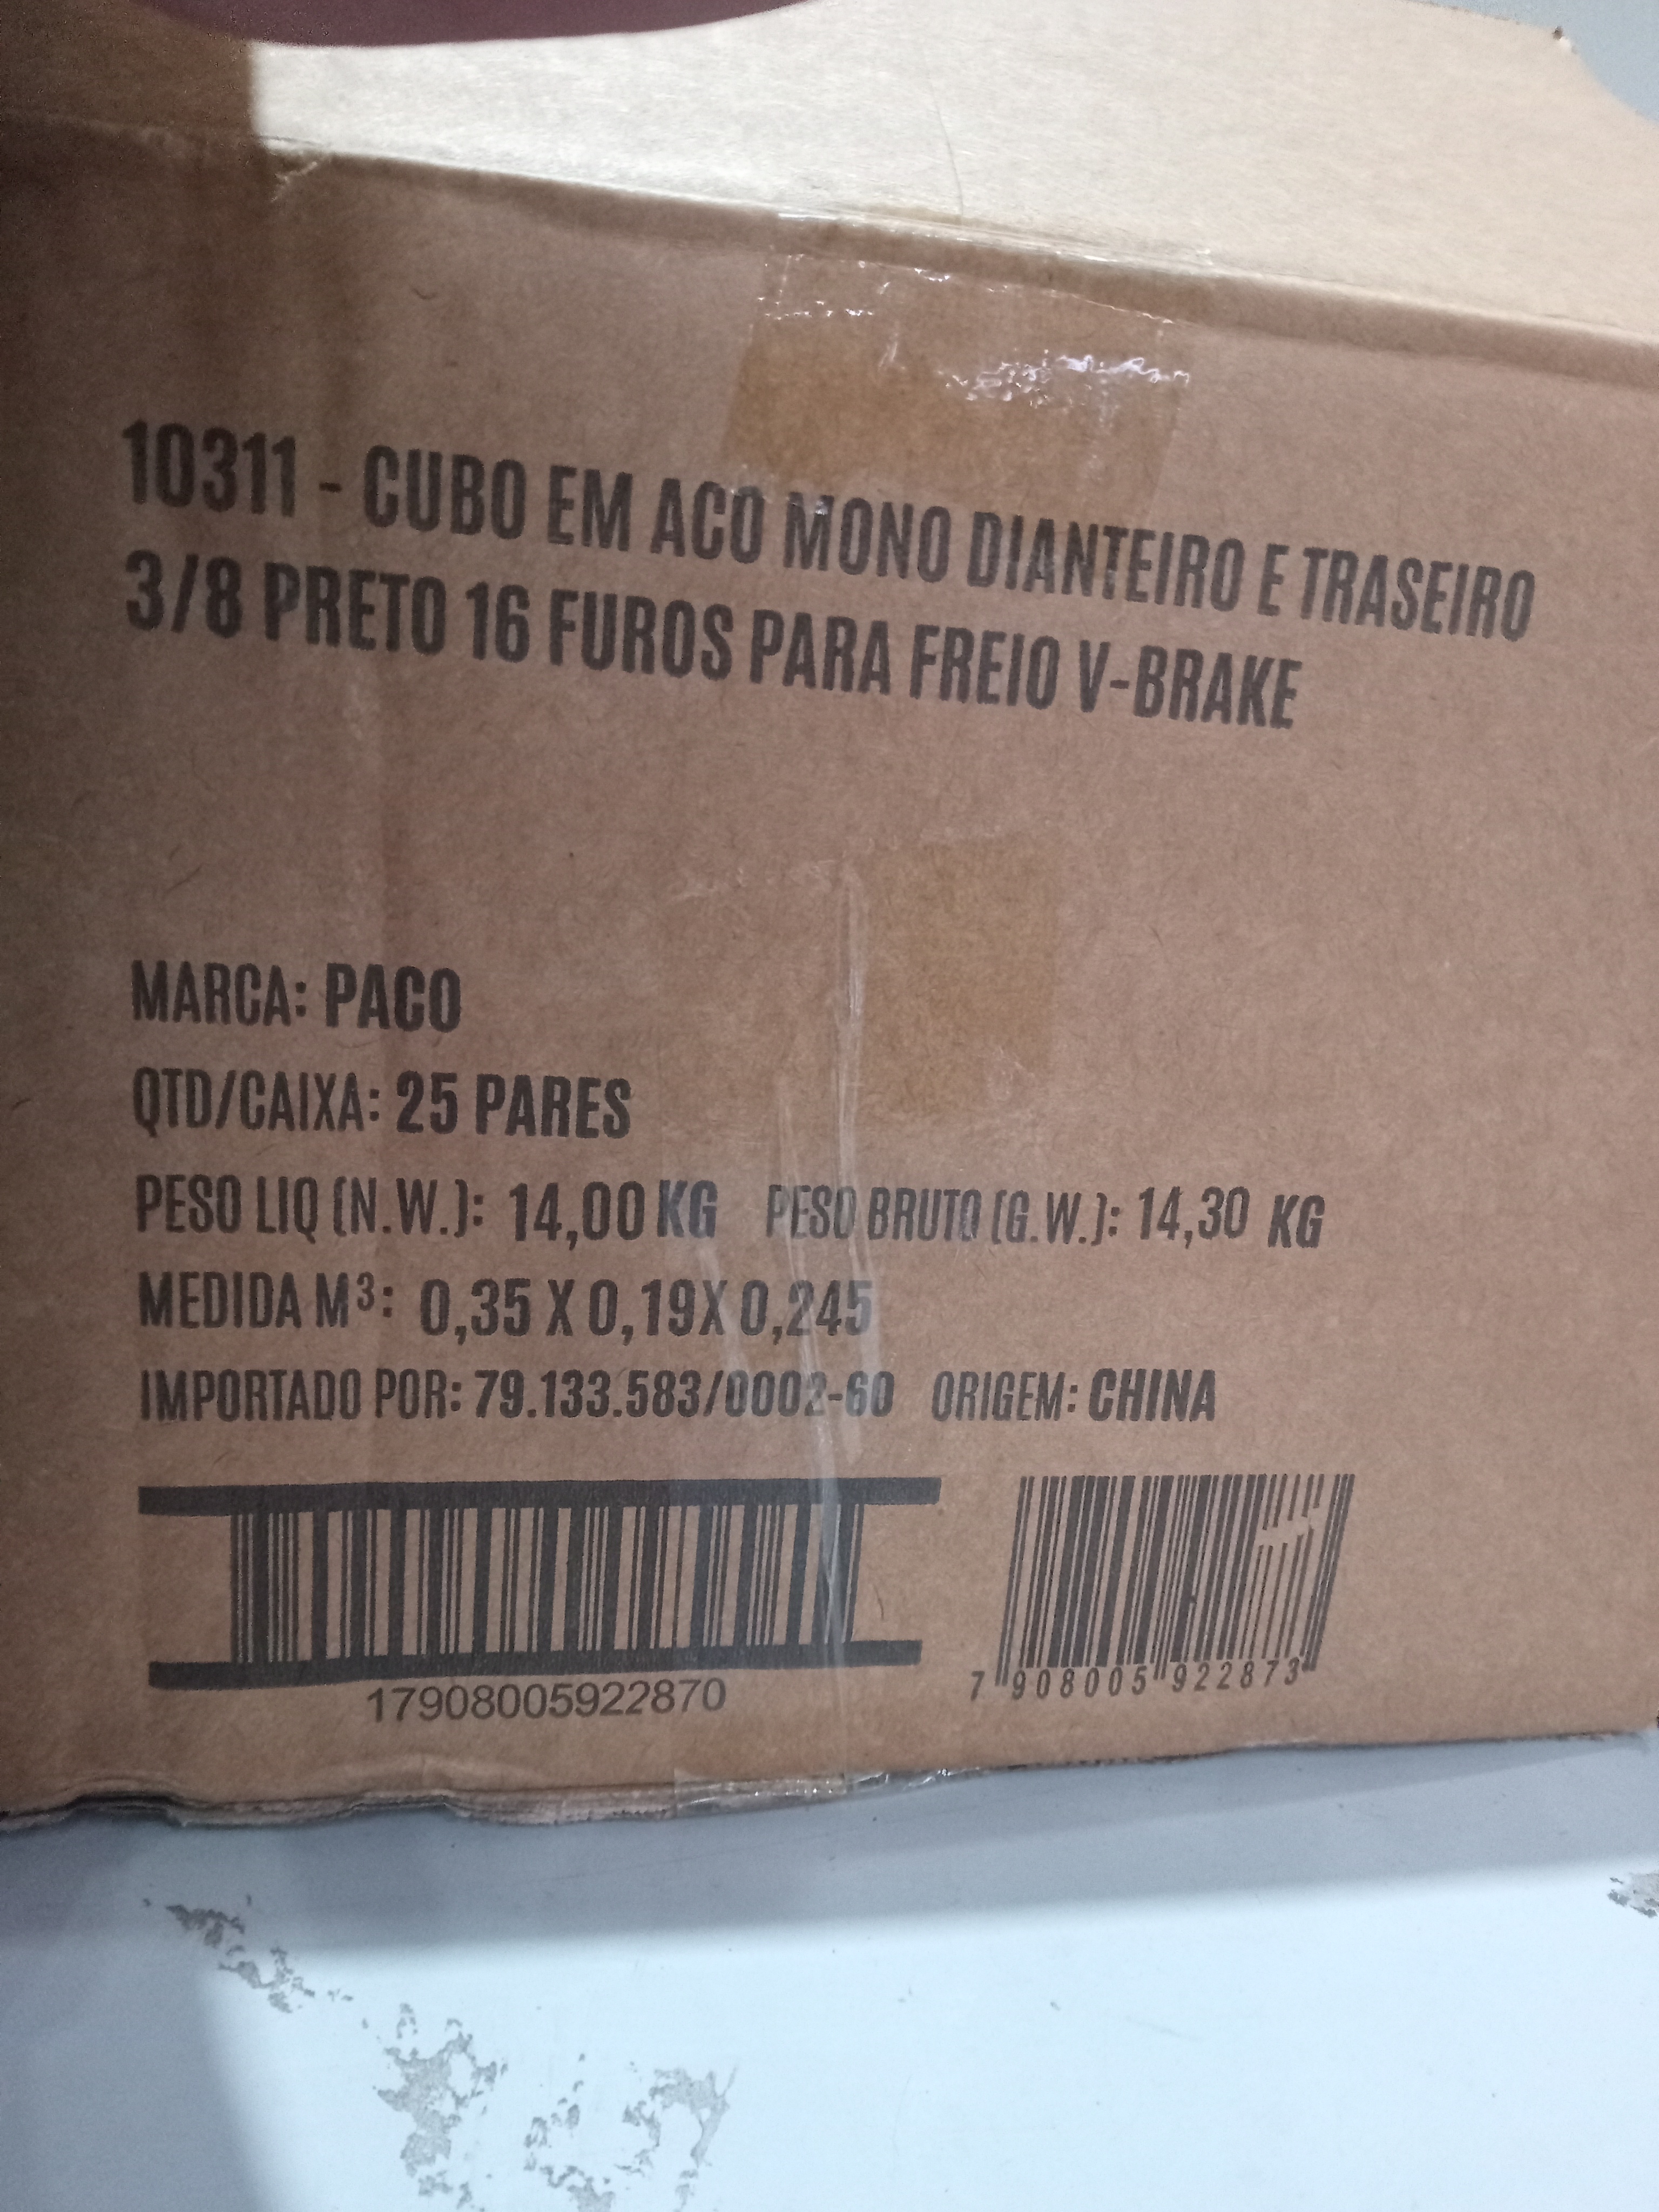 10311 - CUBO EM ACO MONO DIANTEIRO E TRASEIRO
3/8 PRETO 16 FUROS PARA FREIO V-BRAKE
MARCA: PACO
QTD/CAIXA: 25 PARES
PESO LIQ (N.W.): 14,00 KG PESO BRUTO (G.W.): 14,30 KG
MEDIDA M³: 0,35 X 0,19X 0,245
IMPORTADO POR: 79.133.583/0002-60 ORIGEM: CHINA
17908005922870
7 908005 922873